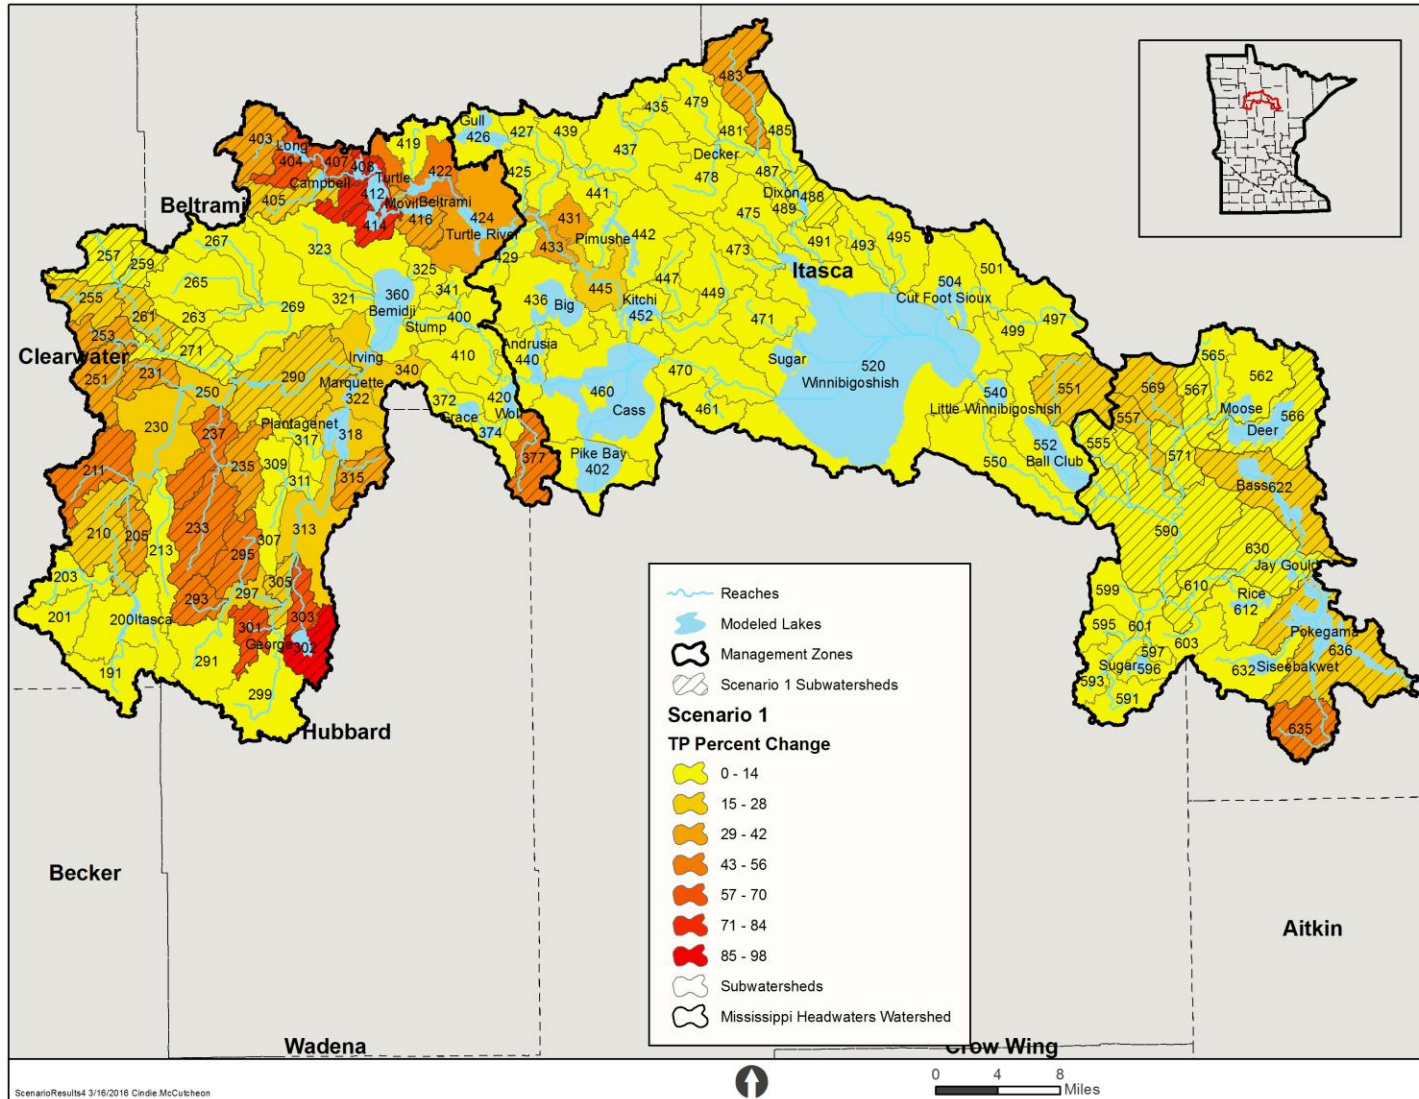 483
435
479
Gull
426
427
439
403
Long
404
407
408
419
481
485
437
Decker
Campbell
Turtle
422
425
478
487
Dixon
488
405
412
Movil
Beltrami
441
489
Beltrami
414
416
424
431
475
Turtle River
433
Pimushe
442
491
493
495
267
323
473
257
259
325
429
Itasca
501
265
445
447
504
255
321
360
341
436
Big
Kitchi
449
Cut Foot Sioux
261
263
269
Bemidji
452
471
499
497
253
Stump
400
565
271
Andrusia
Clearwater
Irving
410
440
Sugar
520
562
251
231
290
340
470
Winnibigoshish
551
569
567
250
Marquette
322
372
420
460
540
Moose
566
Grace
Wolf
Cass
461
Little Winnibigoshish
557
Deer
230
237
Plantagenet
374
317
318
552
555
309
377
Pike Bay
Ball Club
571
211
235
402
550
311
315
Bass
622
210
205
233
313
590
213
307
295
630
203
305
Jay Gould
297
599
610
Rice
201
200
Itasca
293
303
612
301
595
601
Pokegama
George
302
597
603
636
191
291
Sugar
596
632
Siseebakwet
299
593
591
Hubbard
635
Becker
Aitkin
Wadena
Crow Wing
Reaches
Modeled Lakes
Management Zones
Scenario 1 Subwatersheds
Scenario 1
TP Percent Change
0 - 14
15 - 28
29 - 42
43 - 56
57 - 70
71 - 84
85 - 98
Subwatersheds
Mississippi Headwaters Watershed
0 4 8
Miles
ScenarioResults4 3/16/2016 Cindie.McCutcheon